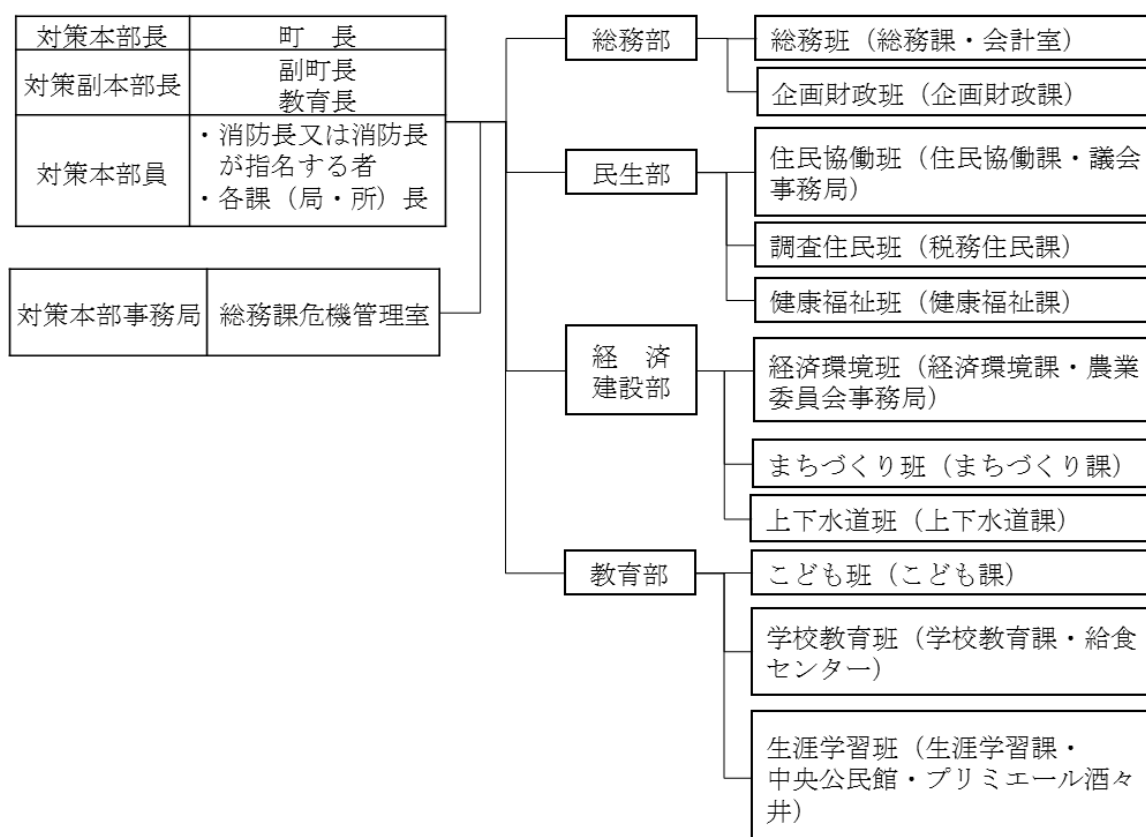 対策本部長
町　長
対策副本部長
副町長
教育長
対策本部員
・消防長又は消防長
が指名する者
・各課（局・所）長
対策本部事務局
総務課危機管理室
総務部
総務班（総務課・会計室）
企画財政班（企画財政課）
民生部
住民協働班（住民協働課・議会
事務局）
調査住民班（税務住民課）
健康福祉班（健康福祉課）
経　済
建設部
経済環境班（経済環境課・農業
委員会事務局）
まちづくり班（まちづくり課）
上下水道班（上下水道課）
教育部
こども班（こども課）
学校教育班（学校教育課・給食
センター）
生涯学習班（生涯学習課・
中央公民館・プリミエール酒々
井）